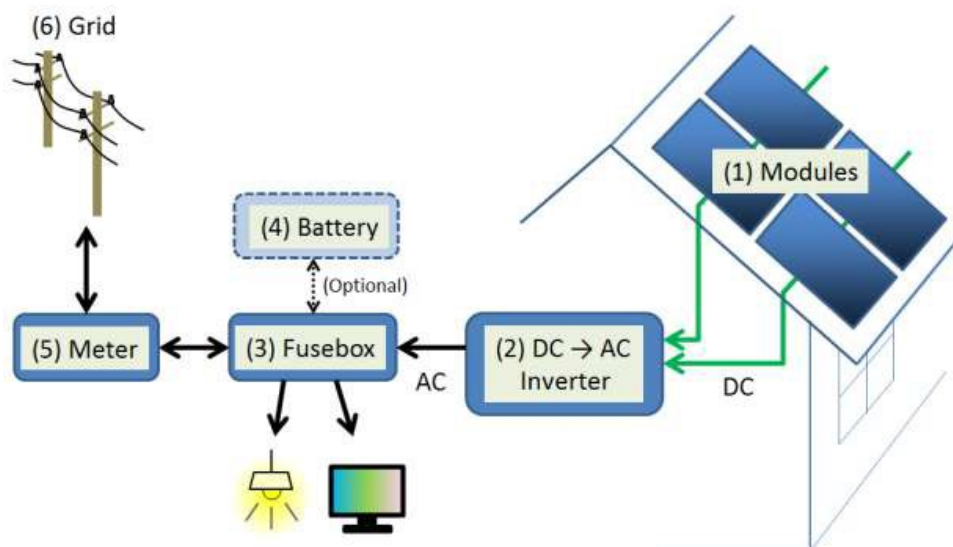 (6) Grid
(1) Modules
(4) Battery
(Optional)
(5) Meter
(3) Fusebox
(2) DC → AC
Inverter
AC
DC